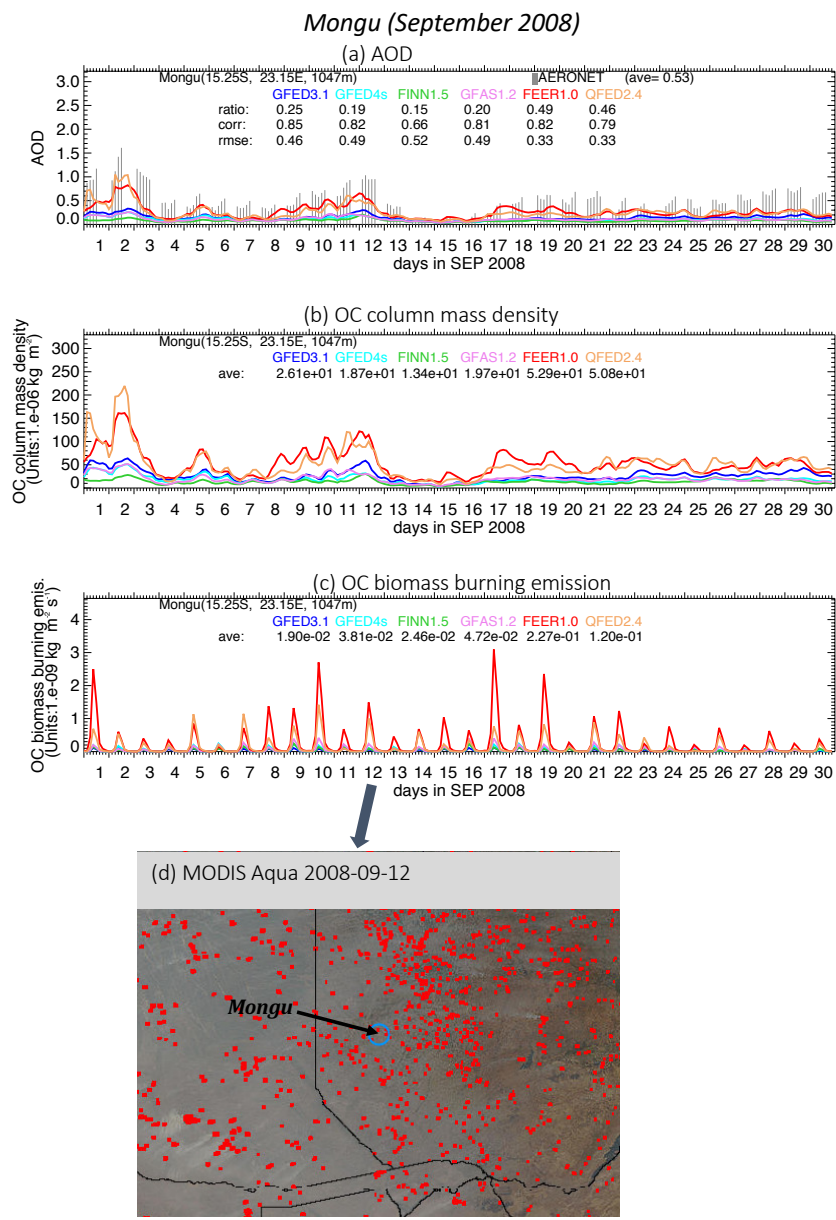 Mongu (September 2008)
(a) AOD
Mongu(15.25S, 23.15E, 1047m) AERONET (ave= 0.53)
GFED3.1 GFED4s FINN1.5 GFAS1.2 FEER1.0 QFED2.4
ratio: 0.25 0.19 0.15 0.20 0.49 0.46
corr: 0.85 0.82 0.66 0.81 0.82 0.79
rmse: 0.46 0.49 0.52 0.49 0.33 0.33
AOD
3.0
2.5
2.0
1.5
1.0
0.5
0.0
1 2 3 4 5 6 7 8 9 10 11 12 13 14 15 16 17 18 19 20 21 22 23 24 25 26 27 28 29 30
days in SEP 2008
(b) OC column mass density
Mongu(15.25S, 23.15E, 1047m)
GFED3.1 GFED4s FINN1.5 GFAS1.2 FEER1.0 QFED2.4
ave: 2.61e+01 1.87e+01 1.34e+01 1.97e+01 5.29e+01 5.08e+01
OC column mass density
(Units:1.e-06 kg m-2)
300
250
200
150
100
50
0
1 2 3 4 5 6 7 8 9 10 11 12 13 14 15 16 17 18 19 20 21 22 23 24 25 26 27 28 29 30
days in SEP 2008
(c) OC biomass burning emission
Mongu(15.25S, 23.15E, 1047m)
GFED3.1 GFED4s FINN1.5 GFAS1.2 FEER1.0 QFED2.4
ave: 1.90e-02 3.81e-02 2.46e-02 4.72e-02 2.27e-01 1.20e-01
OC biomass burning emis.
(Units:1.e-09 kg m-2 s-1)
4
3
2
1
0
1 2 3 4 5 6 7 8 9 10 11 12 13 14 15 16 17 18 19 20 21 22 23 24 25 26 27 28 29 30
days in SEP 2008
(d) MODIS Aqua 2008-09-12
Mongu